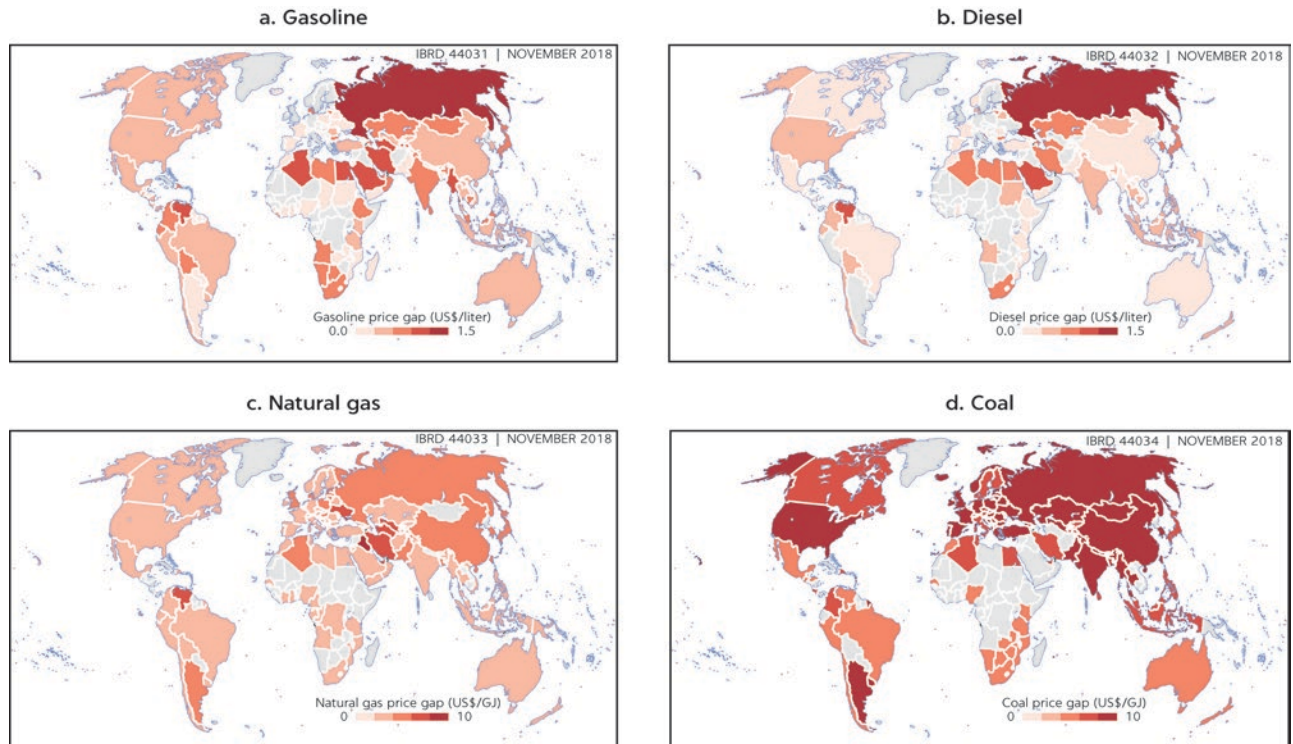 a. Gasoline
IBRD 44031 | NOVEMBER 2018
Gasoline price gap (US$/liter)
0.0 1.5
b. Diesel
IBRD 44032 | NOVEMBER 2018
Diesel price gap (US$/liter)
0.0 1.5
c. Natural gas
IBRD 44033 | NOVEMBER 2018
Natural gas price gap (US$/GJ)
0 10
d. Coal
IBRD 44034 | NOVEMBER 2018
Coal price gap (US$/GJ)
0 10